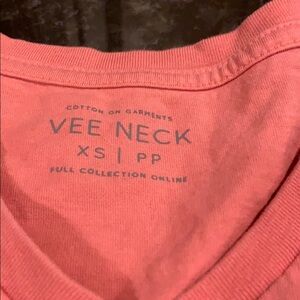 COTTON ON GARMENTS
VEE NECK
XS | PP
FULL COLLECTION ONLINE